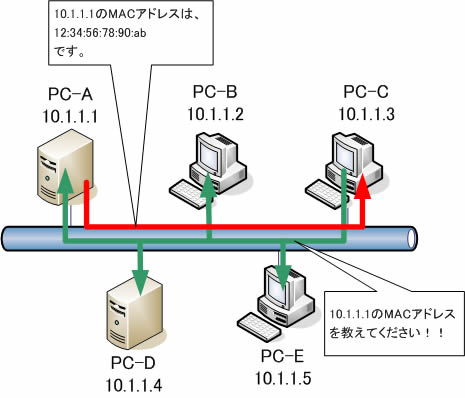 10.1.1.1のMACアドレスは、
12:34:56:78:90:ab
です。
PC-A
10.1.1.1
PC-B
10.1.1.2
PC-C
10.1.1.3
10.1.1.1のMACアドレス
を教えてください！！
PC-D
10.1.1.4
PC-E
10.1.1.5